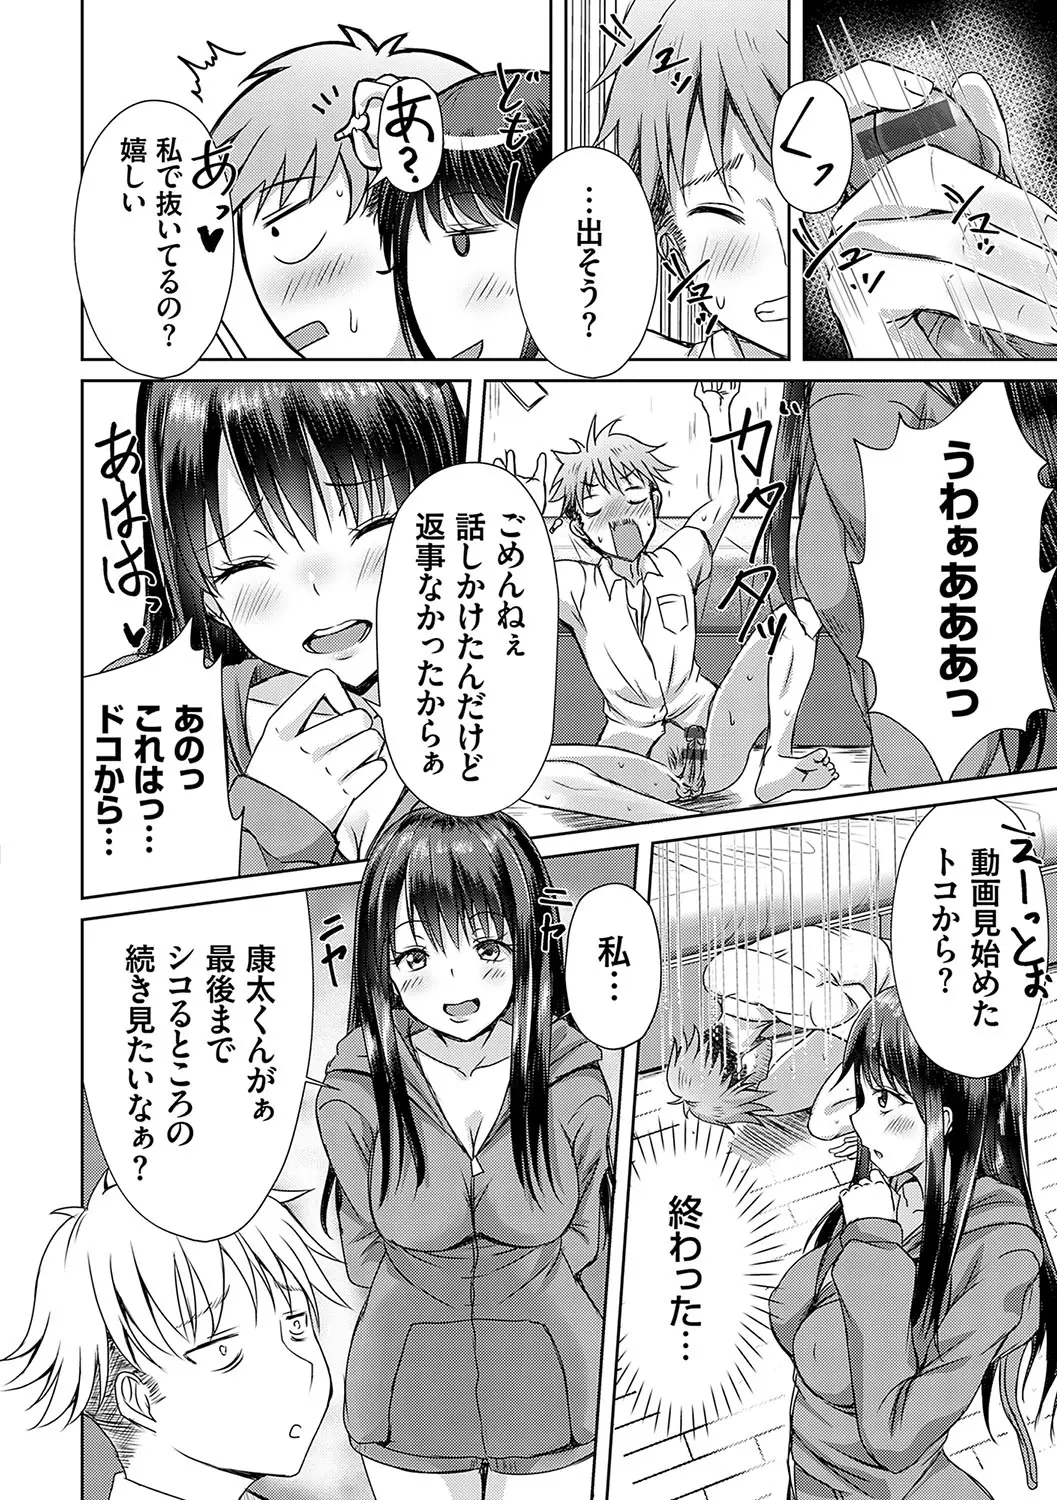 くっ
シュッ
シュッ
…出そう？
どもー
あ？
あっ
私で抜いてるの？
嬉しい
うわぁああああっ
ガタタタッ
ごめんねぇ
話しかけたんだけど
返事なかったからぁ
あははは
あのっ
これはっ…
ドコから…
えーっとぉ
動画見始めた
トコから？
終わった…
私…
ニヤ
ニヤ
康太くんがぁ
最後まで
シコるところの
続き見たいなぁ？